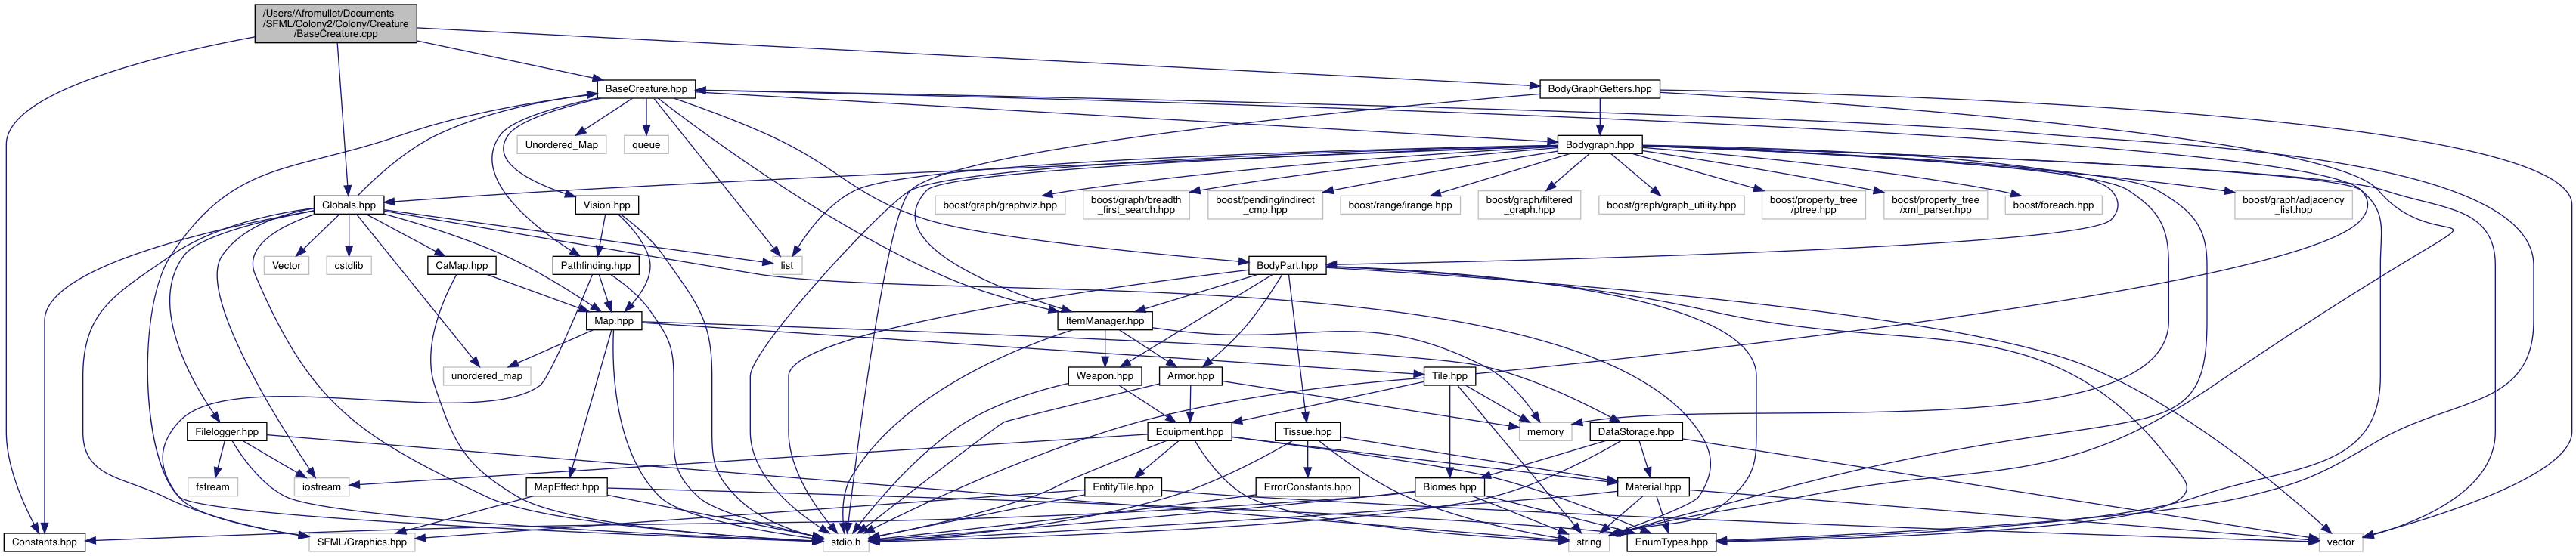 /Users/Afromullet/Documents
/SFML/Colony2/Colony/Creature
/BaseCreature.cpp
BaseCreature.hpp
BodyGraphGetters.hpp
Unordered_Map
queue
Bodygraph.hpp
Globals.hpp
Vision.hpp
boost/graph/graphviz.hpp
boost/graph/breadth
_first_search.hpp
boost/pending/indirect
_cmp.hpp
boost/range/irange.hpp
boost/graph/filtered
_graph.hpp
boost/graph/graph_utility.hpp
boost/property_tree
/ptree.hpp
boost/property_tree
/xml_parser.hpp
boost/foreach.hpp
boost/graph/adjacency
_list.hpp
Vector
cstdlib
CaMap.hpp
Pathfinding.hpp
list
BodyPart.hpp
Map.hpp
ItemManager.hpp
unordered_map
Weapon.hpp
Armor.hpp
Tile.hpp
Filelogger.hpp
Equipment.hpp
Tissue.hpp
memory
DataStorage.hpp
fstream
iostream
MapEffect.hpp
EntityTile.hpp
ErrorConstants.hpp
Biomes.hpp
Material.hpp
Constants.hpp
SFML/Graphics.hpp
stdio.h
string
EnumTypes.hpp
vector